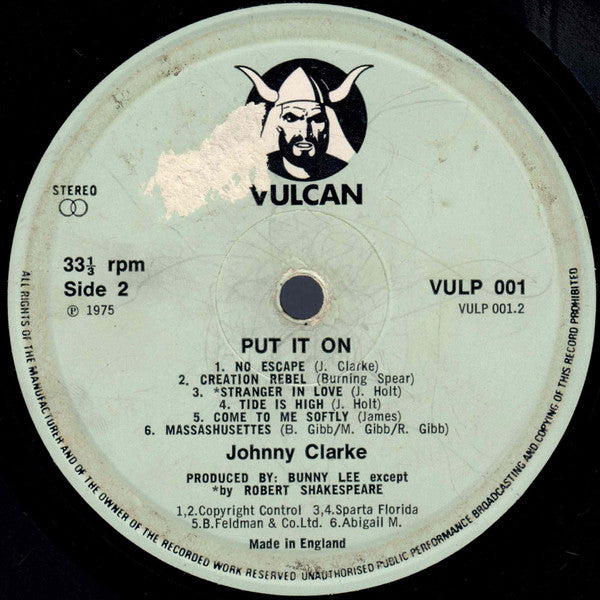 VULCAN
STEREO
33⅓ rpm
Side 2
℗ 1975
VULP 001
VULP 001.2
PUT IT ON
1. NO ESCAPE (J. Clarke)
2. CREATION REBEL (Burning Spear)
3. *STRANGER IN LOVE (J. Holt)
4. TIDE IS HIGH (J. Holt)
5. COME TO ME SOFTLY (James)
6. MASSASHUSETTES (B. Gibb/M. Gibb/R. Gibb)
Johnny Clarke
PRODUCED BY: BUNNY LEE except
*by ROBERT SHAKESPEARE
1,2.Copyright Control 3,4.Sparta Florida
5.B.Feldman & Co.Ltd. 6.Abigail M.
Made in England
ALL RIGHTS OF THE MANUFACTURER AND OF THE OWNER OF THE RECORDED WORK RESERVED UNAUTHORISED PUBLIC PERFORMANCE BROADCASTING AND COPYING OF THIS RECORD PROHIBITED